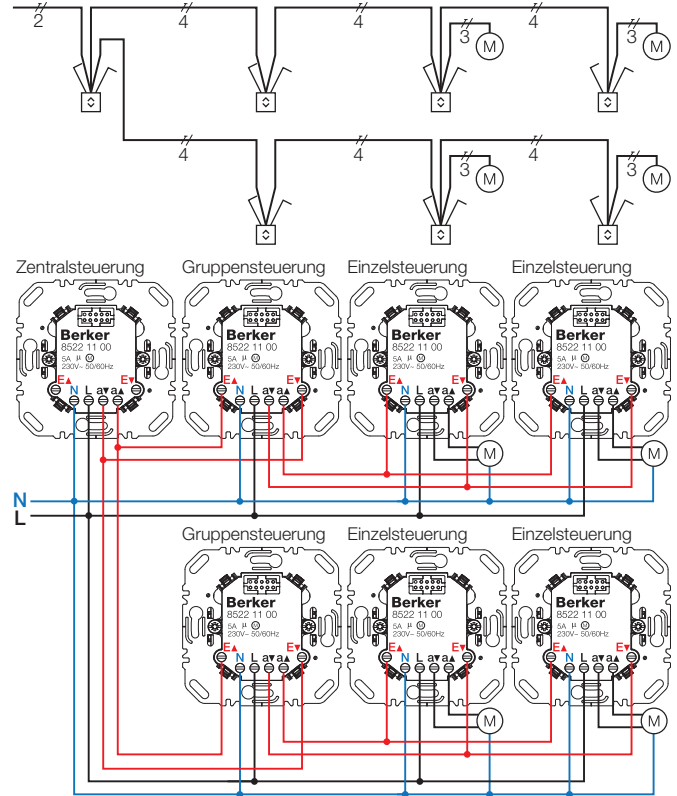 2 4 4 3 M 4 3 M
4 4 3 M 4 3 M
Zentralsteuerung Gruppensteuerung Einzelsteuerung Einzelsteuerung
Berker Berker Berker Berker
8522 11 00 8522 11 00 8522 11 00 8522 11 00
5A µ M 5A µ M 5A µ M 5A µ M
230V~ 50/60Hz 230V~ 50/60Hz 230V~ 50/60Hz 230V~ 50/60Hz
E▲ E▼ E▲ E▼ E▲ E▼ E▲ E▼
N L a▼ a▲ N L a▼ a▲ N L a▼ a▲ N L a▼ a▲
M M
N
L
Gruppensteuerung Einzelsteuerung Einzelsteuerung
Berker Berker Berker
8522 11 00 8522 11 00 8522 11 00
5A µ M 5A µ M 5A µ M
230V~ 50/60Hz 230V~ 50/60Hz 230V~ 50/60Hz
E▲ E▼ E▲ E▼ E▲ E▼
N L a▼ a▲ N L a▼ a▲ N L a▼ a▲
M M